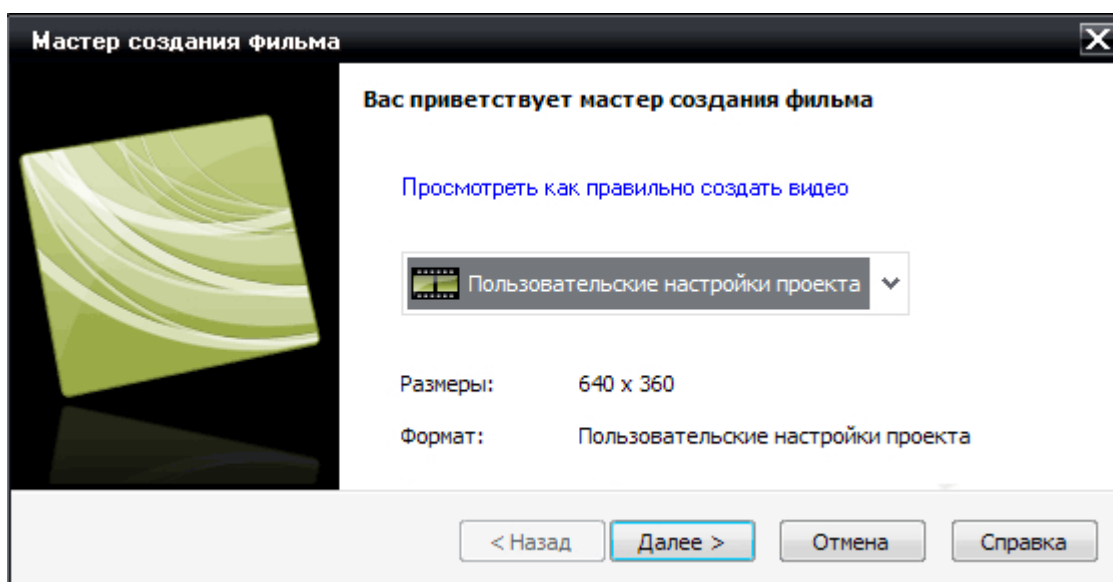 Мастер создания фильма
Вас приветствует мастер создания фильма
Просмотреть как правильно создать видео
Пользовательские настройки проекта
Размеры: 640 x 360
Формат: Пользовательские настройки проекта
< Назад Далее > Отмена Справка